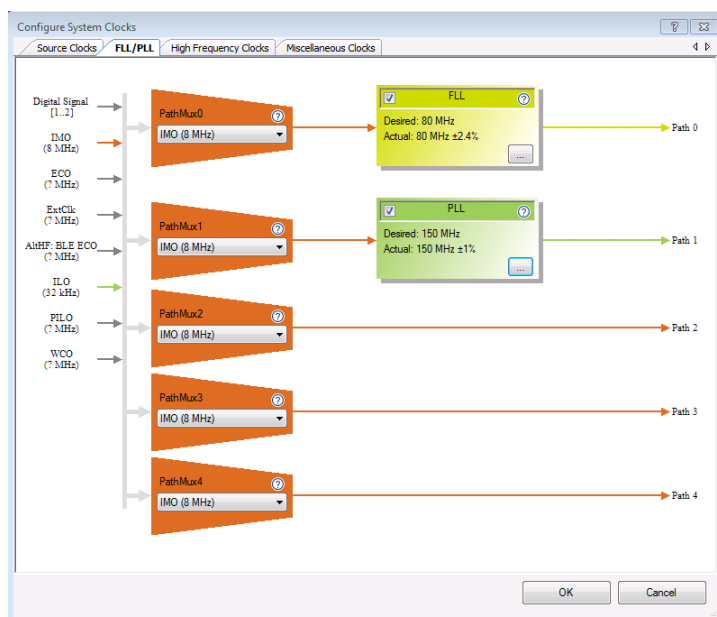 Configure System Clocks
Source Clocks
FLL/PLL
High Frequency Clocks
Miscellaneous Clocks
Digital Signal
[1..2]
IMO
(8 MHz)
ECO
(? MHz)
ExtClk
(? MHz)
AltHF: BLE ECO
(? MHz)
ILO
(32 kHz)
PILO
(? MHz)
WCO
(? MHz)
PathMux0
?
IMO (8 MHz)
FLL
?
Desired: 80 MHz
Actual: 80 MHz ±2.4%
...
Path 0
PathMux1
?
IMO (8 MHz)
PLL
?
Desired: 150 MHz
Actual: 150 MHz ±1%
...
Path 1
PathMux2
?
IMO (8 MHz)
Path 2
PathMux3
?
IMO (8 MHz)
Path 3
PathMux4
?
IMO (8 MHz)
Path 4
OK
Cancel